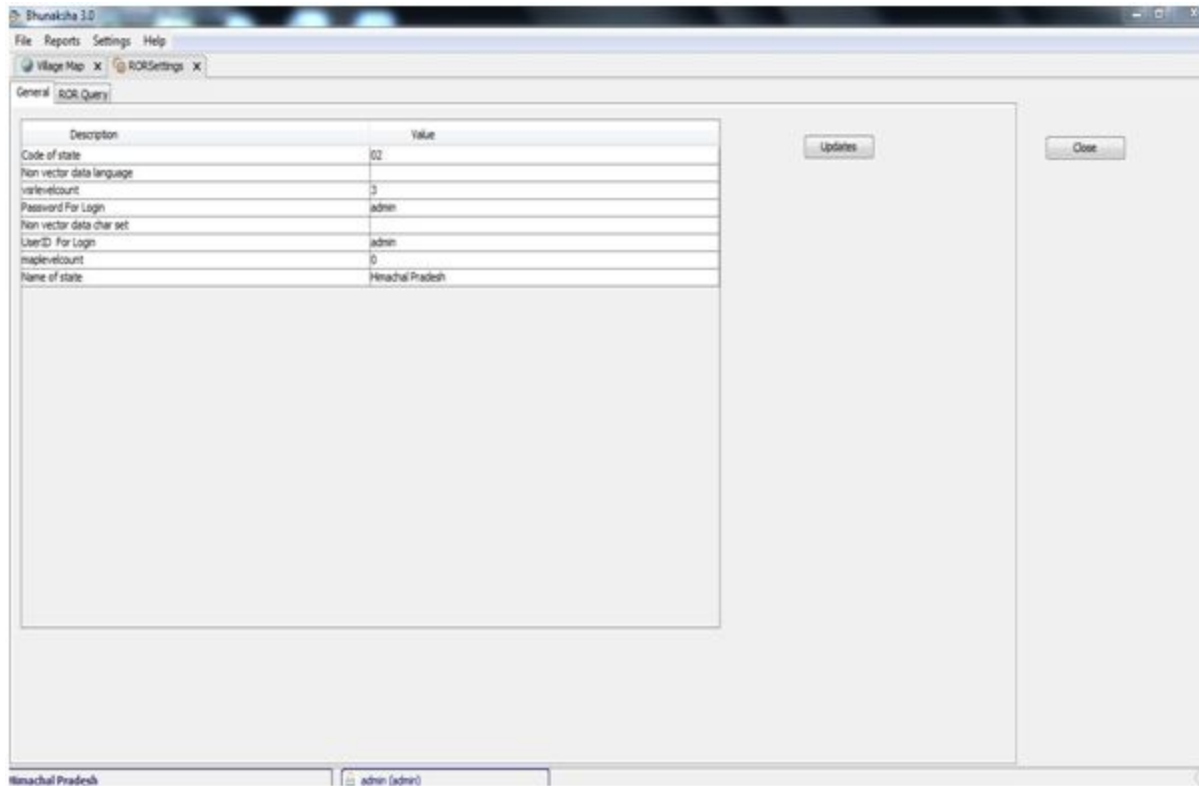 Bhunaksha 3.0
File Reports Settings Help
Village Map X RORSettings X
General ROR Query
Description Value
Updates
Close
Code of state 02
Non vector data language
vsrlevelcount 3
Password For Login admin
Non vector data char set
UserID For Login admin
maplevelcount 0
Name of state Himachal Pradesh
Himachal Pradesh admin (admin)